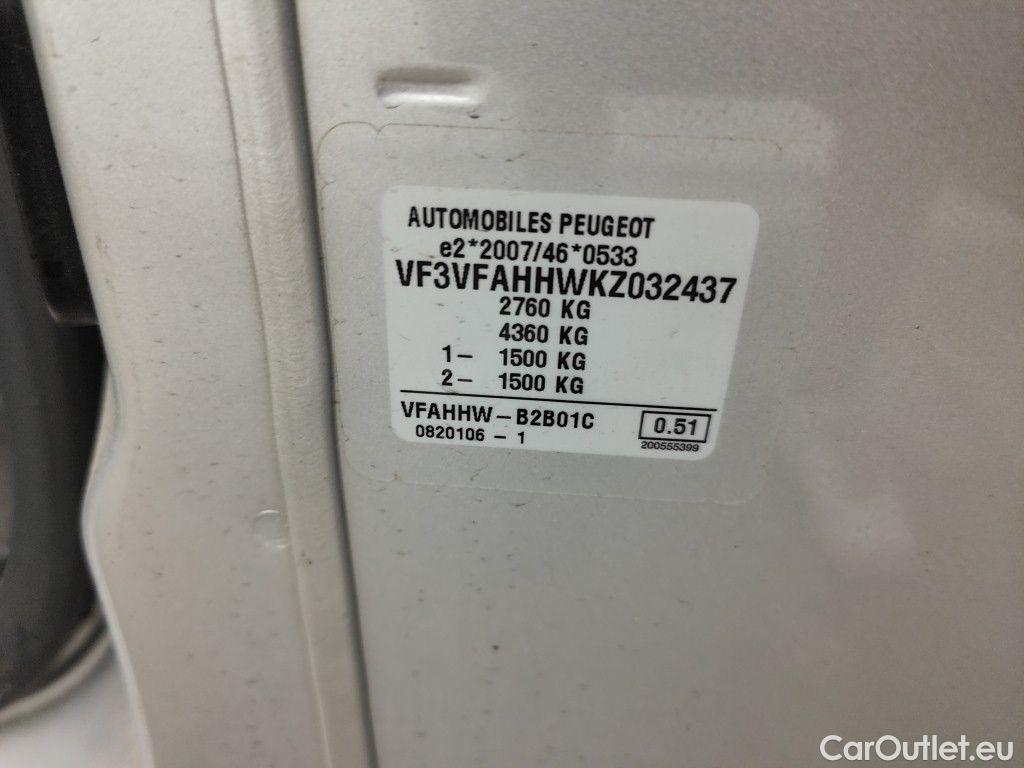 AUTOMOBILES PEUGEOT
e2*2007/46*0533
VF3VFAHHWKZ032437
2760 KG
4360 KG
1- 1500 KG
2- 1500 KG
VFAHHW-B2B01C
0820106 - 1
0.51
200555399
CarOutlet.eu